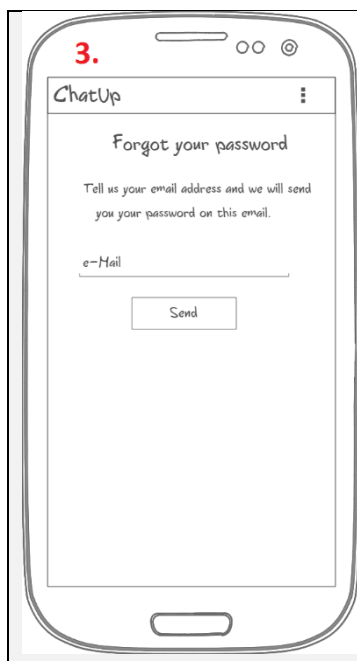 3.
ChatUp
Forgot your password
Tell us your email address and we will send
you your password on this email.
e-Mail
Send